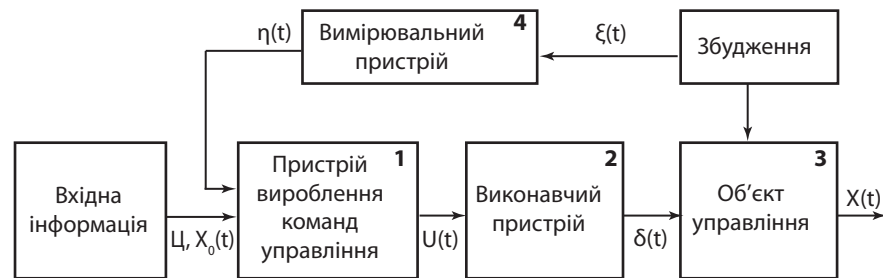 η(t)
Вимірювальний
пристрій
4
ξ(t)
Збудження
Вхідна
інформація
Ц, X₀(t)
Пристрій
вироблення
команд
управління
1
U(t)
Виконавчий
пристрій
2
δ(t)
Об’єкт
управління
3
X(t)